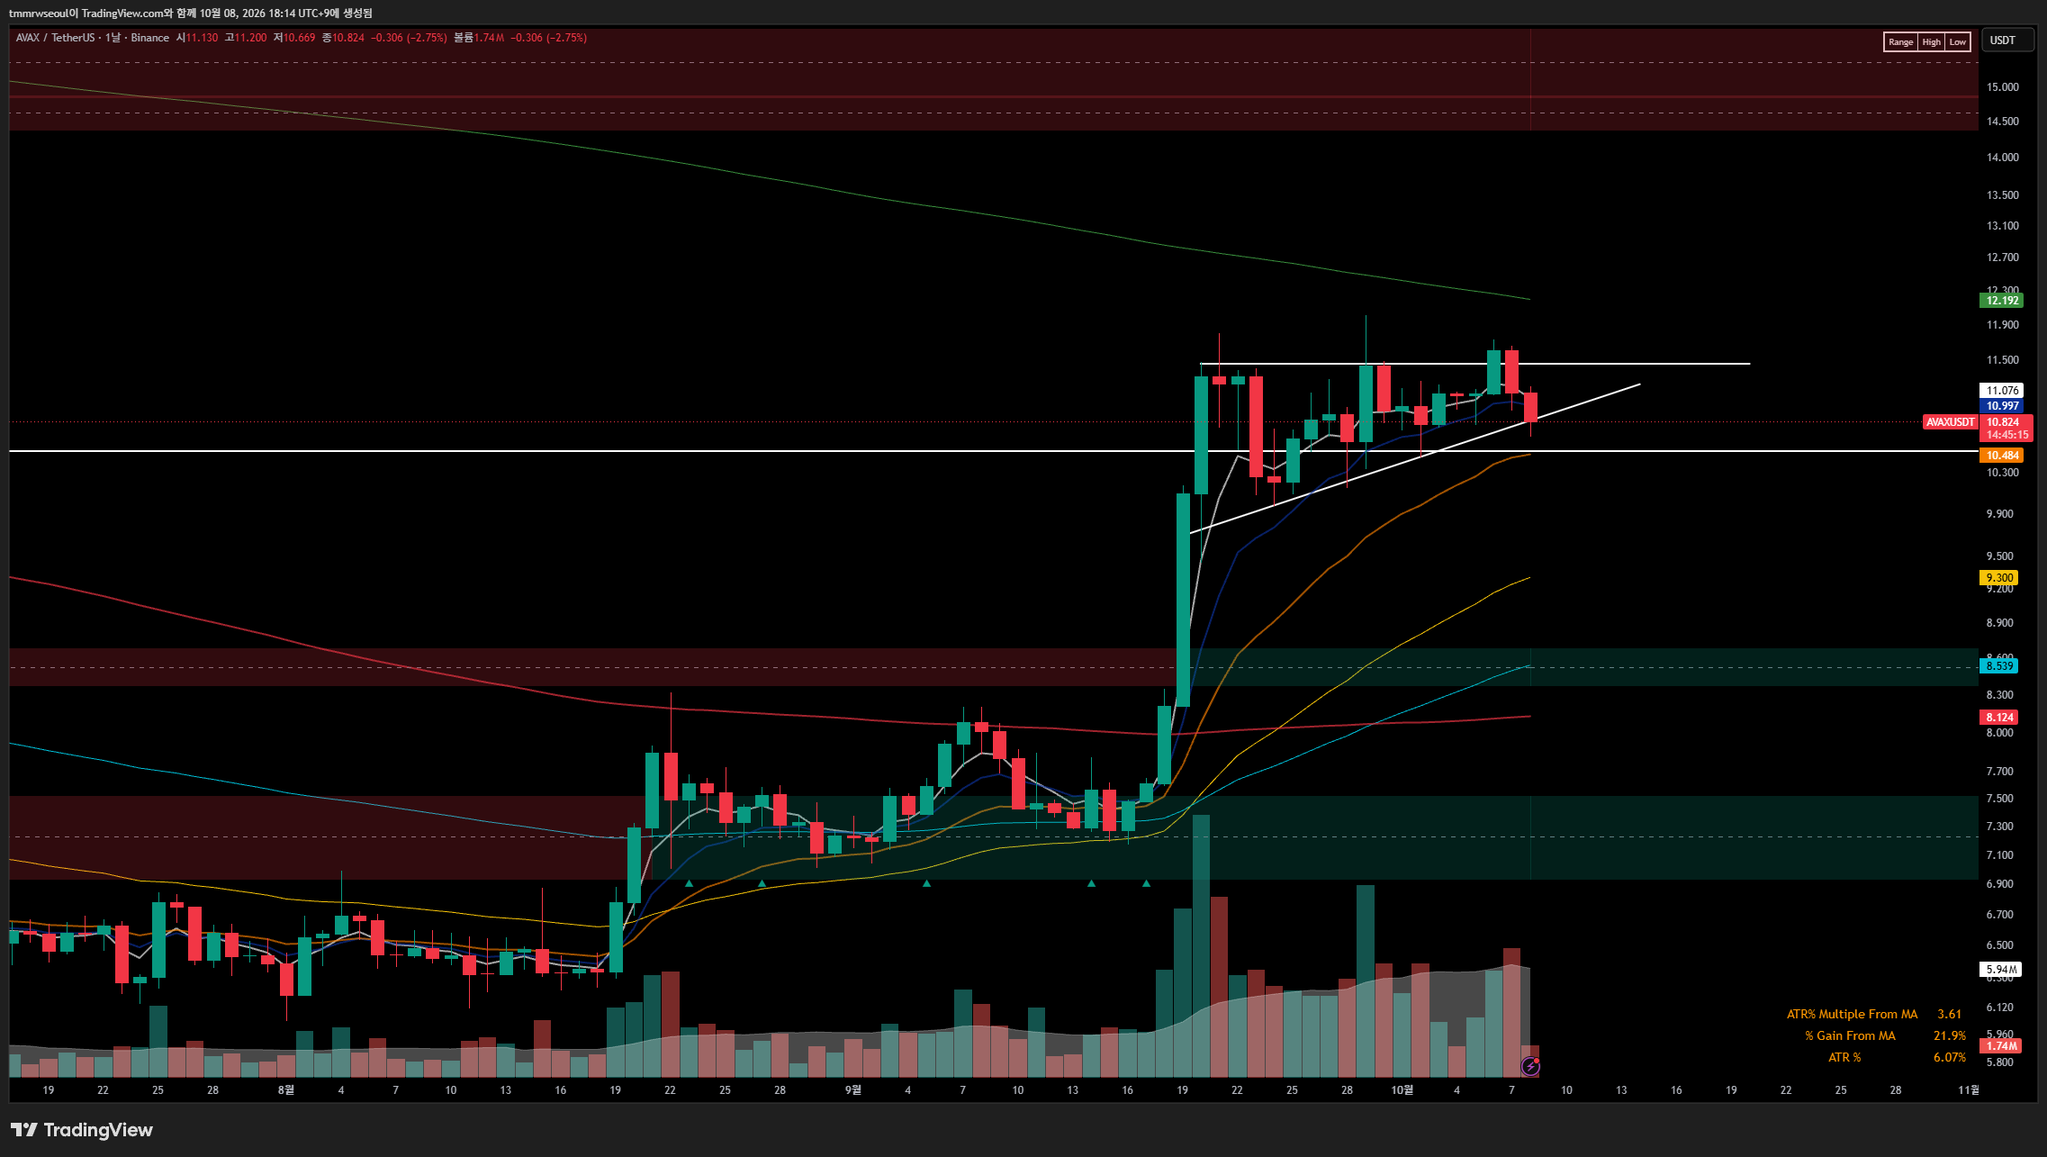 tmmrwseoul이 TradingView.com와 함께 10월 08, 2026 18:14 UTC+9에 생성됨
AVAX / TetherUS · 1날 · Binance 시11.130 고11.200 저10.669 종10.824 −0.306 (−2.75%) 볼륨1.74M −0.306 (−2.75%)
Range High Low
USDT
15.000
14.500
14.000
13.500
13.100
12.700
12.300
12.192
11.900
11.500
11.076
10.997
AVAXUSDT 10.824
14:45:15
10.484
10.300
9.900
9.500
9.300
9.200
8.900
8.600
8.539
8.300
8.124
8.000
7.700
7.500
7.300
7.100
6.900
6.700
6.500
5.94M
6.120
5.960
1.74M
5.800
ATR% Multiple From MA 3.61
% Gain From MA 21.9%
ATR % 6.07%
19 22 25 28 8월 4 7 10 13 16 19 22 25 28 9월 4 7 10 13 16 19 22 25 28 10월 4 7 10 13 16 19 22 25 28 11월
TradingView